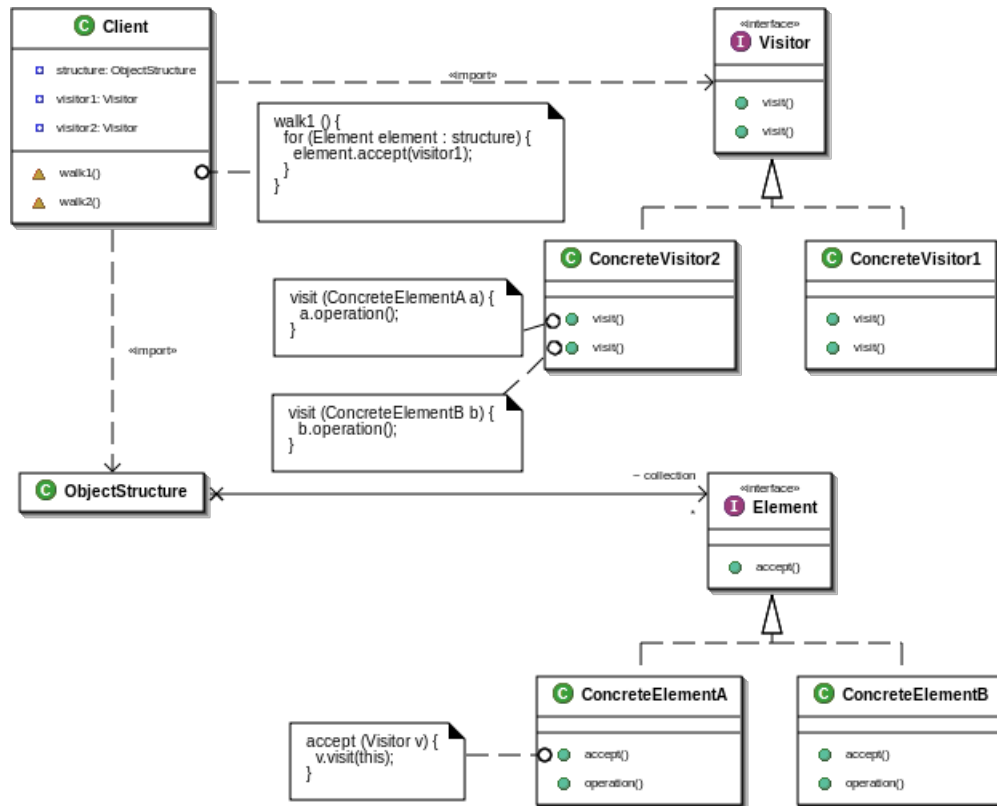 C Client
structure: ObjectStructure
visitor1: Visitor
visitor2: Visitor
walk1()
walk2()
«import»
«interface»
I Visitor
visit()
visit()
walk1 () {
for (Element element : structure) {
element.accept(visitor1);
}
}
C ConcreteVisitor2
visit()
visit()
C ConcreteVisitor1
visit()
visit()
visit (ConcreteElementA a) {
a.operation();
}
«import»
visit (ConcreteElementB b) {
b.operation();
}
C ObjectStructure
~ collection
*
«interface»
I Element
accept()
C ConcreteElementA
accept()
operation()
C ConcreteElementB
accept()
operation()
accept (Visitor v) {
v.visit(this);
}